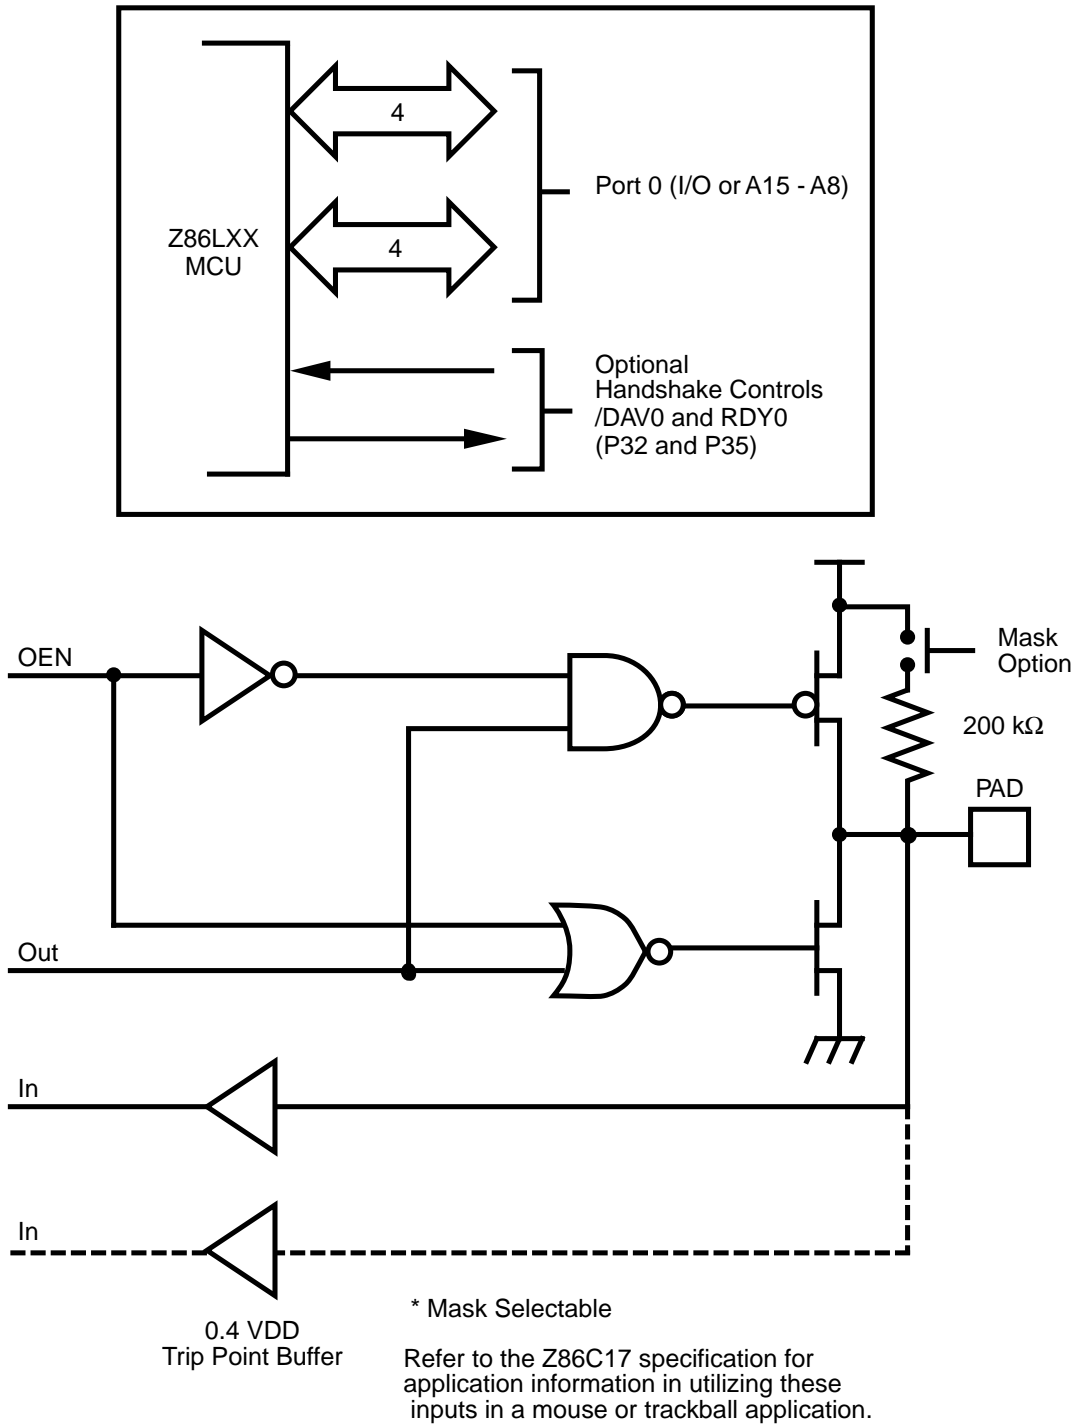 4
Port 0 (I/O or A15 - A8)
Z86LXX
MCU
4
Optional
Handshake Controls
/DAV0 and RDY0
(P32 and P35)
OEN
Mask
Option
200 kΩ
PAD
Out
In
In
0.4 VDD
Trip Point Buffer
* Mask Selectable
Refer to the Z86C17 specification for
application information in utilizing these
inputs in a mouse or trackball application.